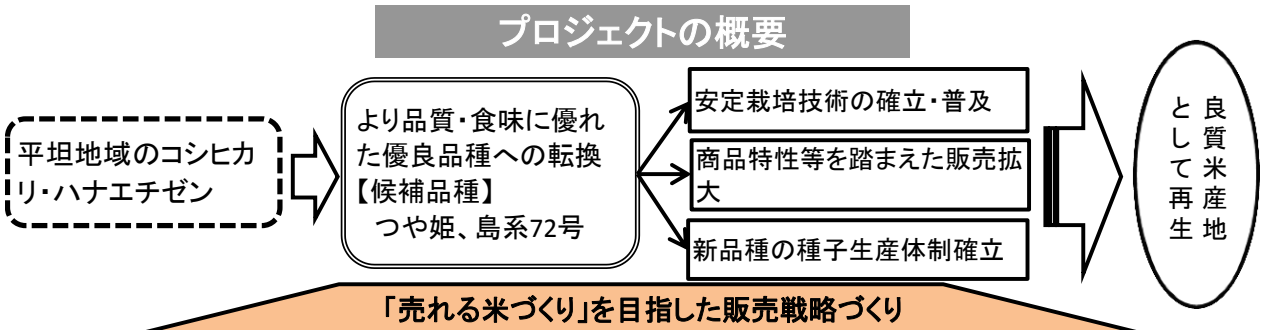 プロジェクトの概要
平坦地域のコシヒカ
リ・ハナエチゼン
より品質・食味に優れ
た優良品種への転換
【候補品種】
つや姫、島系72号
安定栽培技術の確立・普及
商品特性等を踏まえた販売拡
大
新品種の種子生産体制確立
良質米産地
として再生
「売れる米づくり」を目指した販売戦略づくり